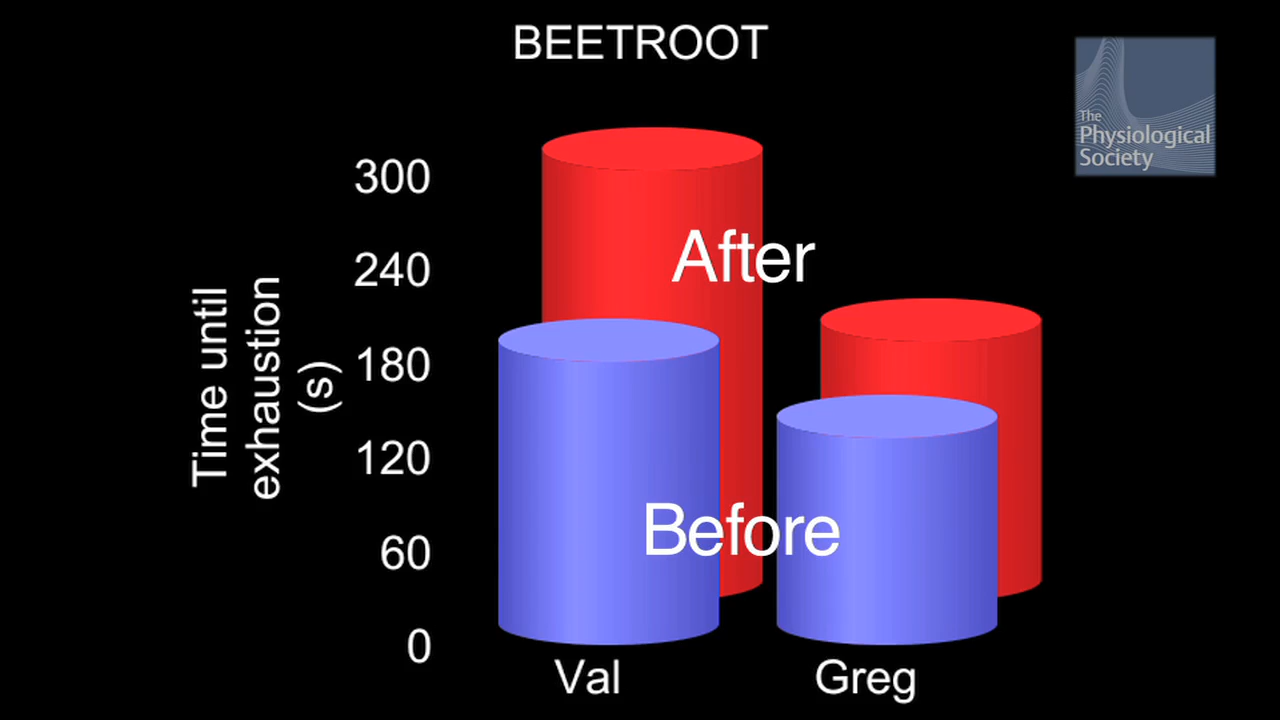 BEETROOT
The
Physiological
Society
300
240
180
120
60
0
Time until
exhaustion
(s)
After
Before
Val
Greg